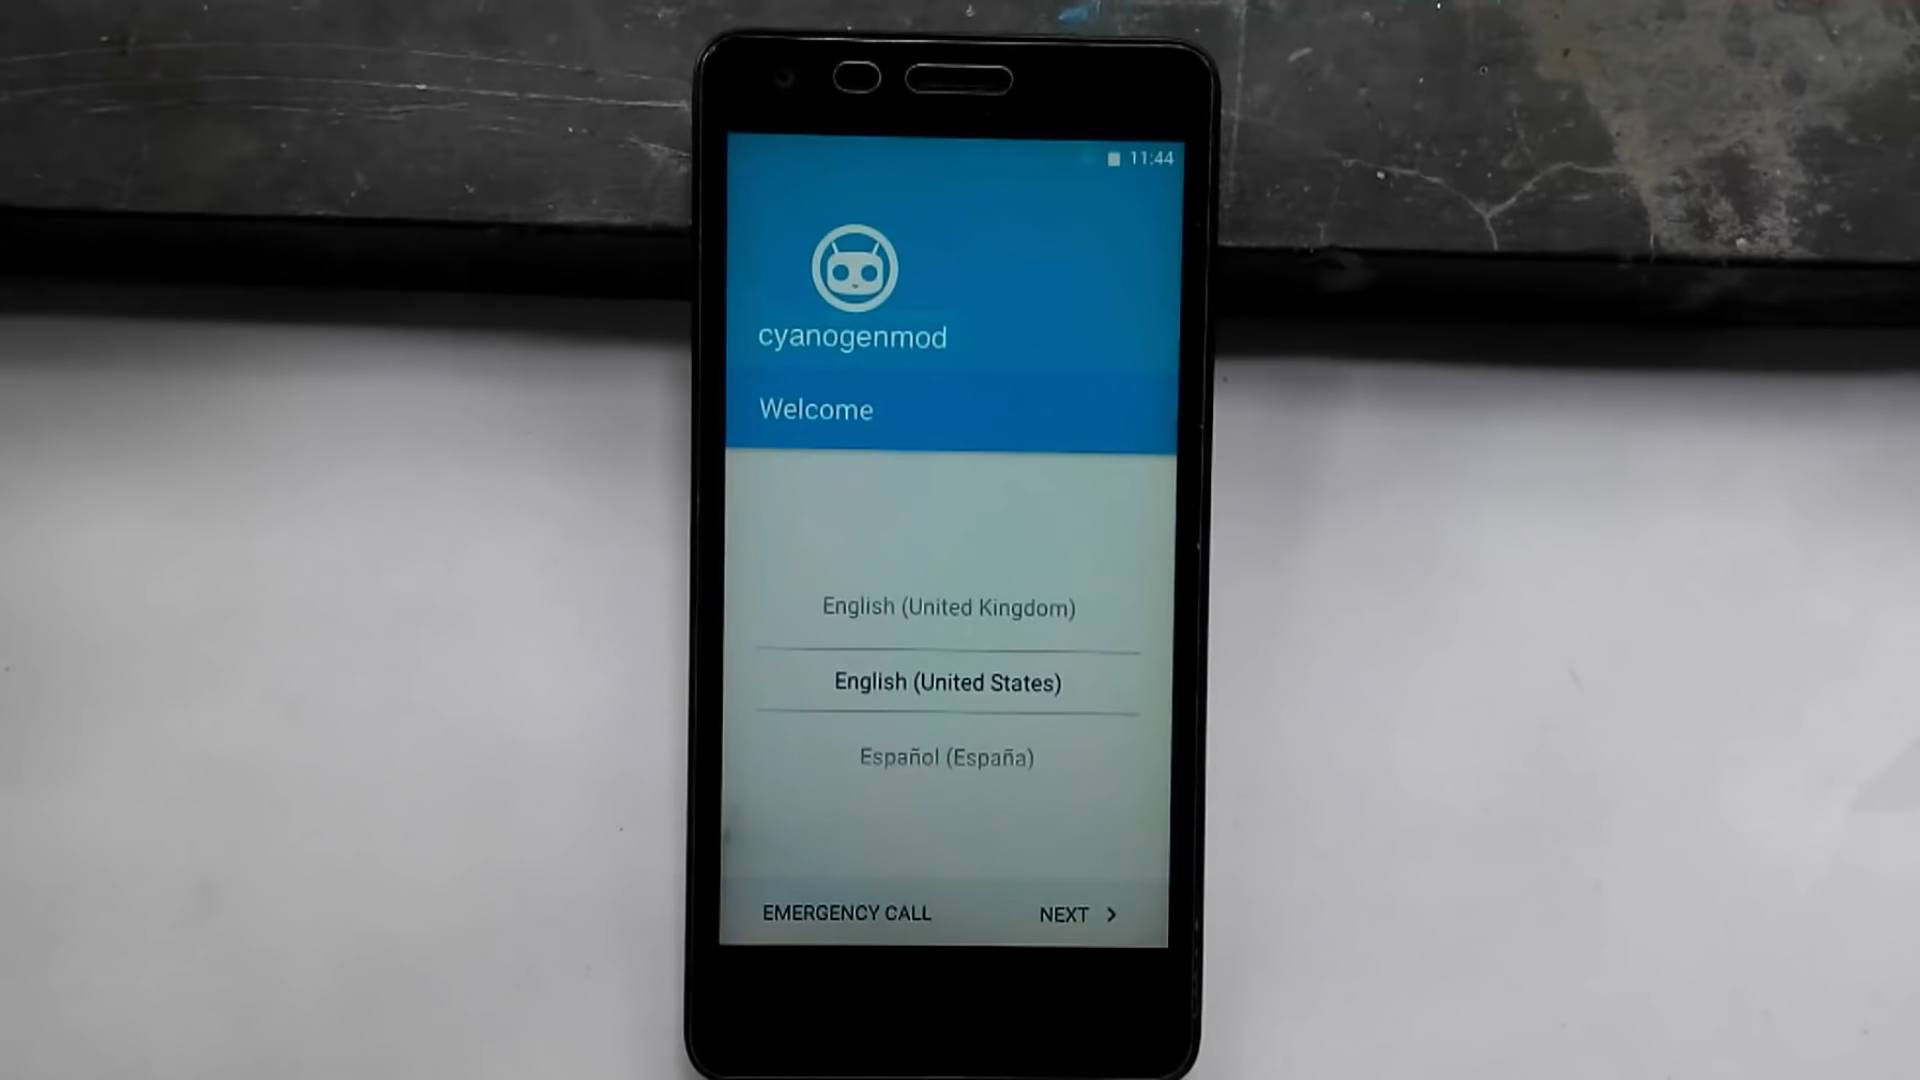 11:44
cyanogenmod
Welcome
English (United Kingdom)
English (United States)
Español (España)
EMERGENCY CALL
NEXT